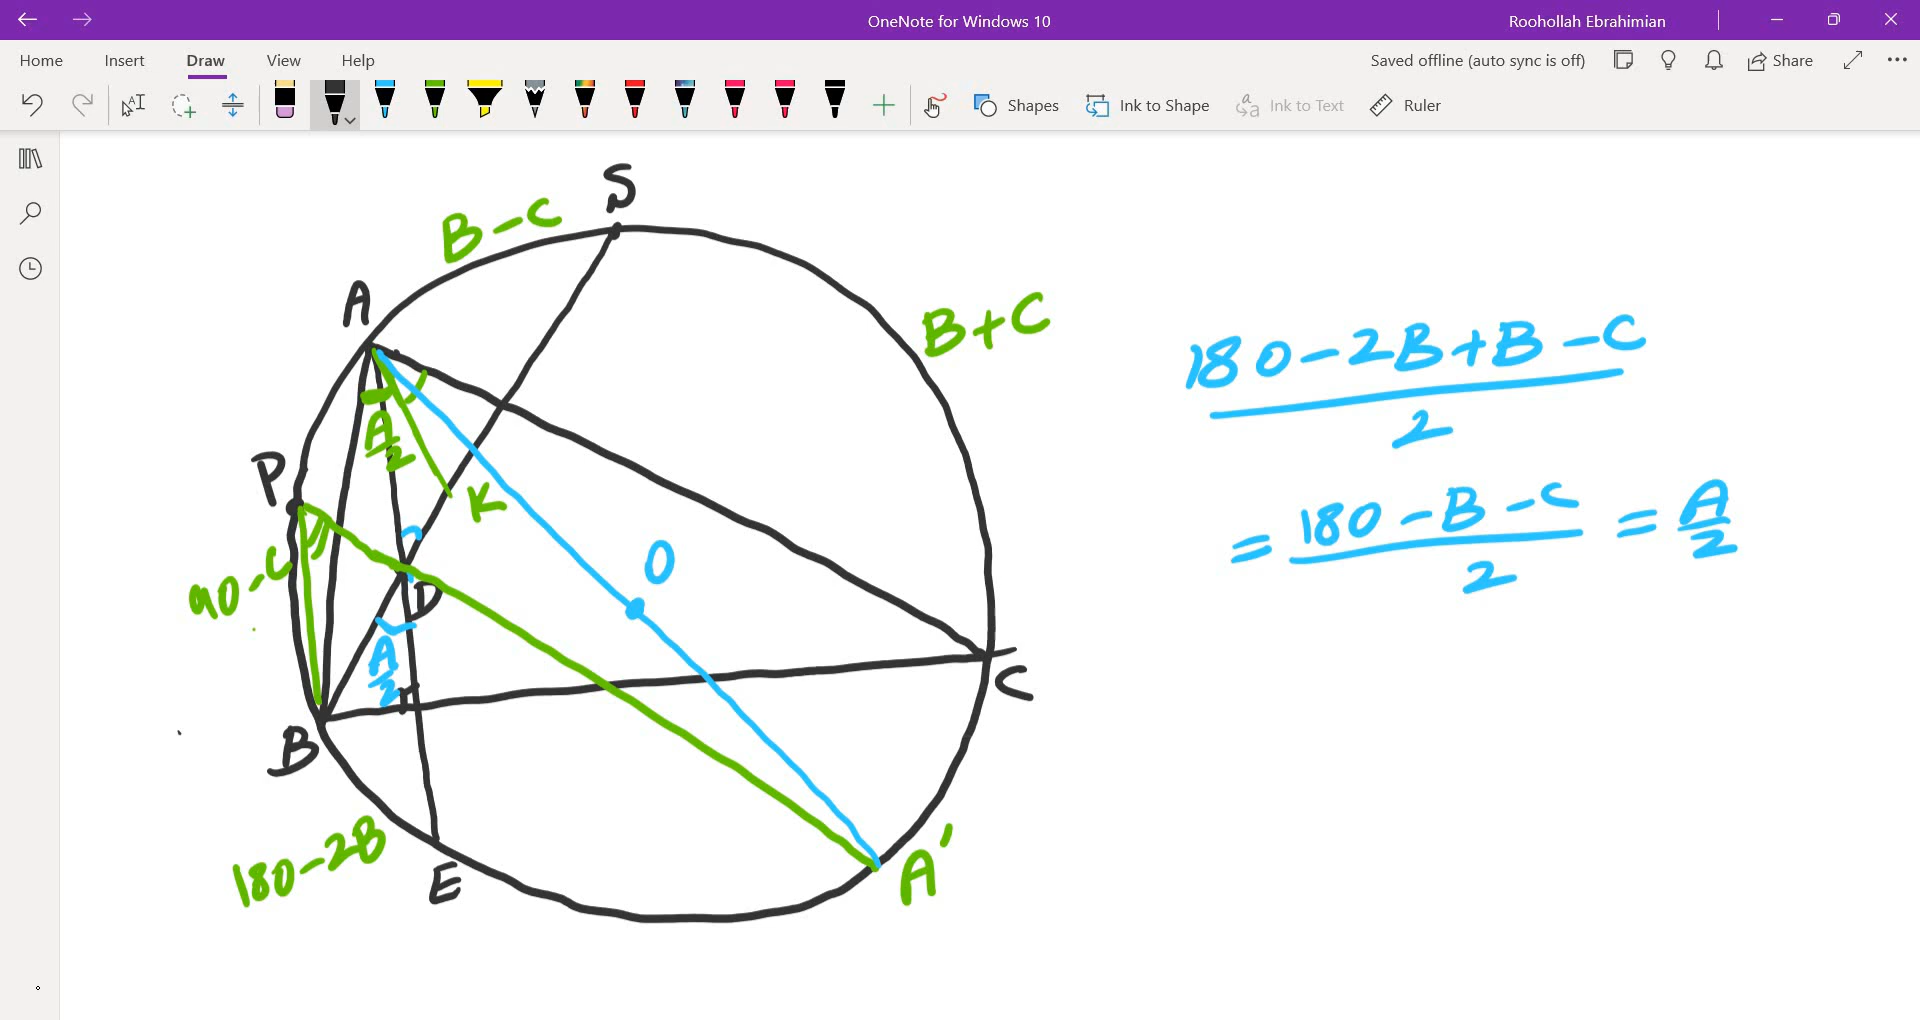 OneNote for Windows 10
Roohollah Ebrahimian
Home Insert Draw View Help
Saved offline (auto sync is off) Share
Shapes Ink to Shape Ink to Text Ruler
S
B-C
A
B+C
P
A/2
K
90-C
O
D
A/2
C
B
180-2B
E
A'
180-2B+B-C
2
= 180-B-C = A
2 2